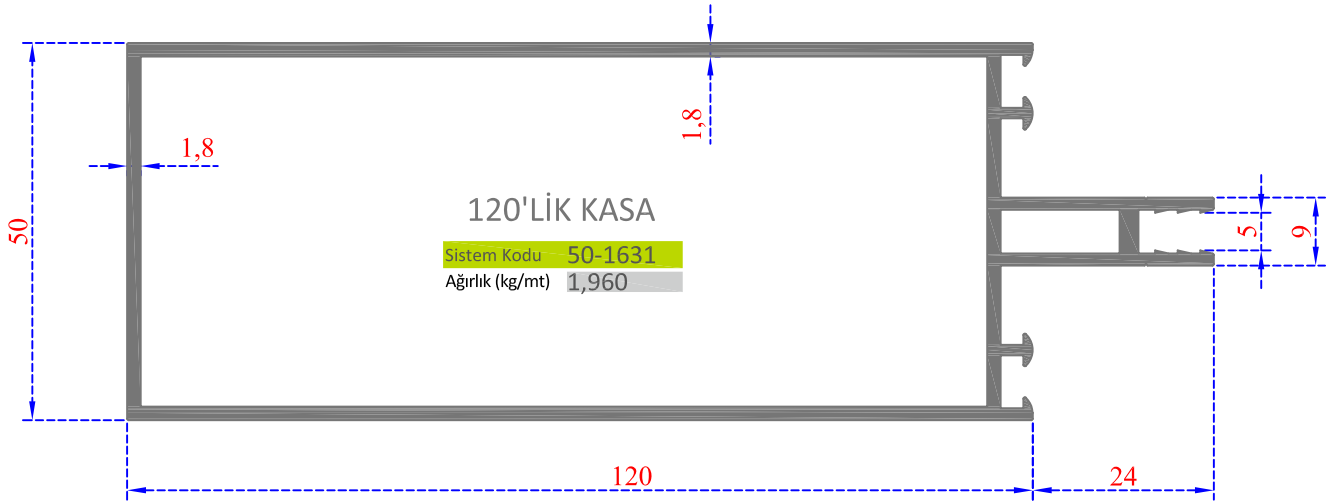 1,8
1,8
50
120'LİK KASA
Sistem Kodu 50-1631
Ağırlık (kg/mt) 1,960
5
9
120
24